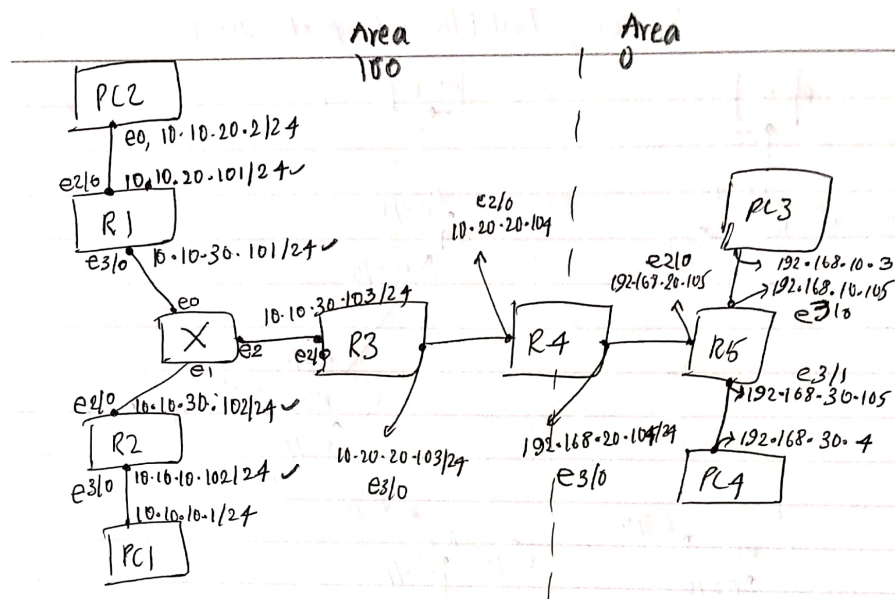 Area
100
Area
0
PC2
e0, 10.10.20.2/24
e2/0
10.10.20.101/24
R1
e3/0
10.10.30.101/24
e0
X
e2
e1
10.10.30.103/24
e2/0
R3
10.20.20.103/24
e3/0
e2/0
10.20.20.104
R4
192.168.20.104/24
e3/0
e2/0
192.168.20.105
R5
PC3
192.168.10.3
192.168.10.105
e3/0
e3/1
192.168.30.105
192.168.30.4
PC4
e2/0
10.10.30.102/24
R2
e3/0
10.10.10.102/24
10.10.10.1/24
PC1